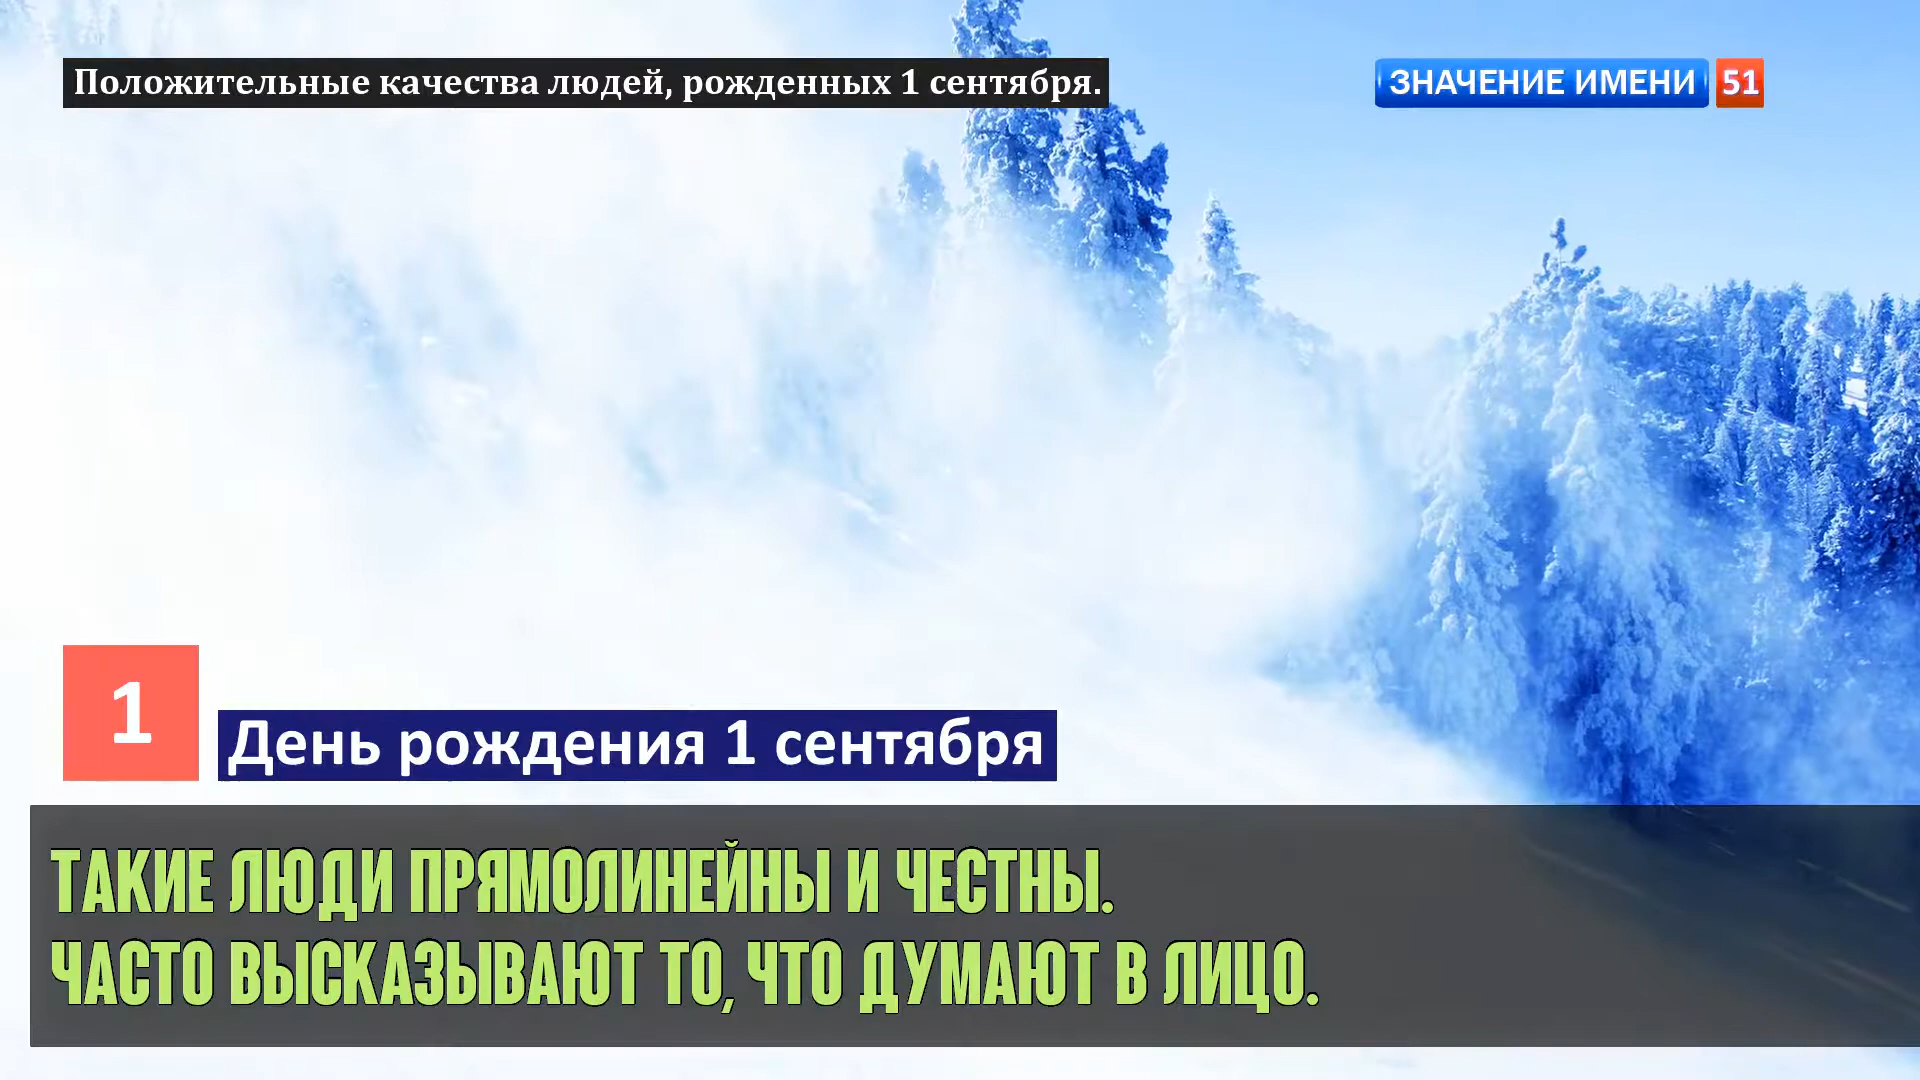 Положительные качества людей, рожденных 1 сентября.
ЗНАЧЕНИЕ ИМЕНИ 51
1
День рождения 1 сентября
ТАКИЕ ЛЮДИ ПРЯМОЛИНЕЙНЫ И ЧЕСТНЫ.
ЧАСТО ВЫСКАЗЫВАЮТ ТО, ЧТО ДУМАЮТ В ЛИЦО.